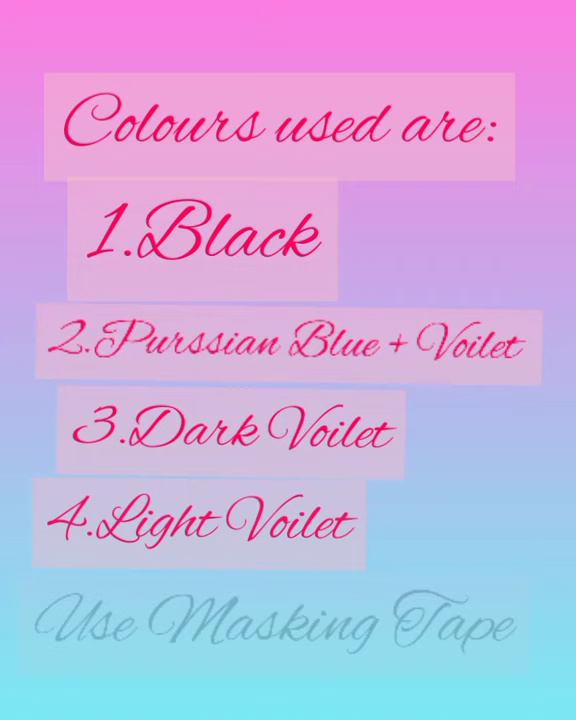 Colours used are:
1.Black
2.Purssian Blue + Voilet
3.Dark Voilet
4.Light Voilet
Use Masking Tape